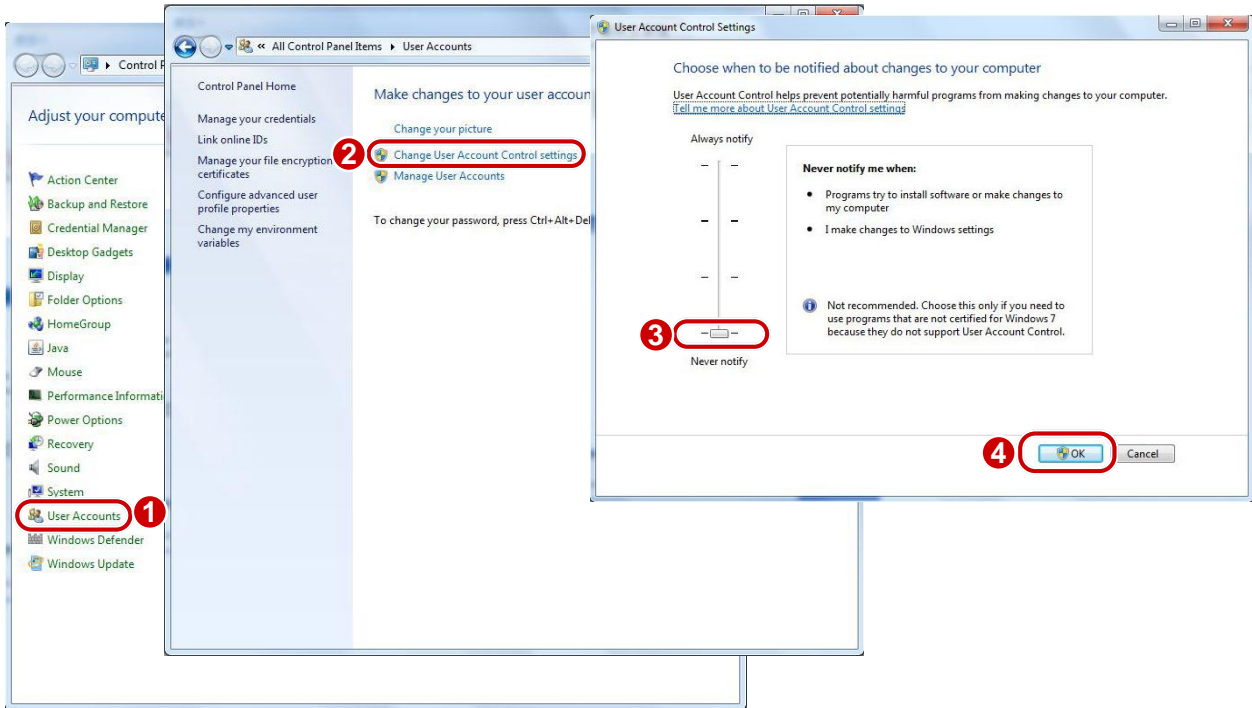 Control P
Adjust your compute
Action Center
Backup and Restore
Credential Manager
Desktop Gadgets
Display
Folder Options
HomeGroup
Java
Mouse
Performance Informati
Power Options
Recovery
Sound
System
User Accounts
1
Windows Defender
Windows Update
« All Control Panel Items ▸ User Accounts
Control Panel Home
Manage your credentials
Link online IDs
Manage your file encryption
certificates
Configure advanced user
profile properties
Change my environment
variables
Make changes to your user accoun
Change your picture
2
Change User Account Control settings
Manage User Accounts
To change your password, press Ctrl+Alt+Del
User Account Control Settings
Choose when to be notified about changes to your computer
User Account Control helps prevent potentially harmful programs from making changes to your computer.
Tell me more about User Account Control settings
Always notify
Never notify me when:
• Programs try to install software or make changes to
my computer
• I make changes to Windows settings
Not recommended. Choose this only if you need to
use programs that are not certified for Windows 7
because they do not support User Account Control.
3
Never notify
4
OK
Cancel